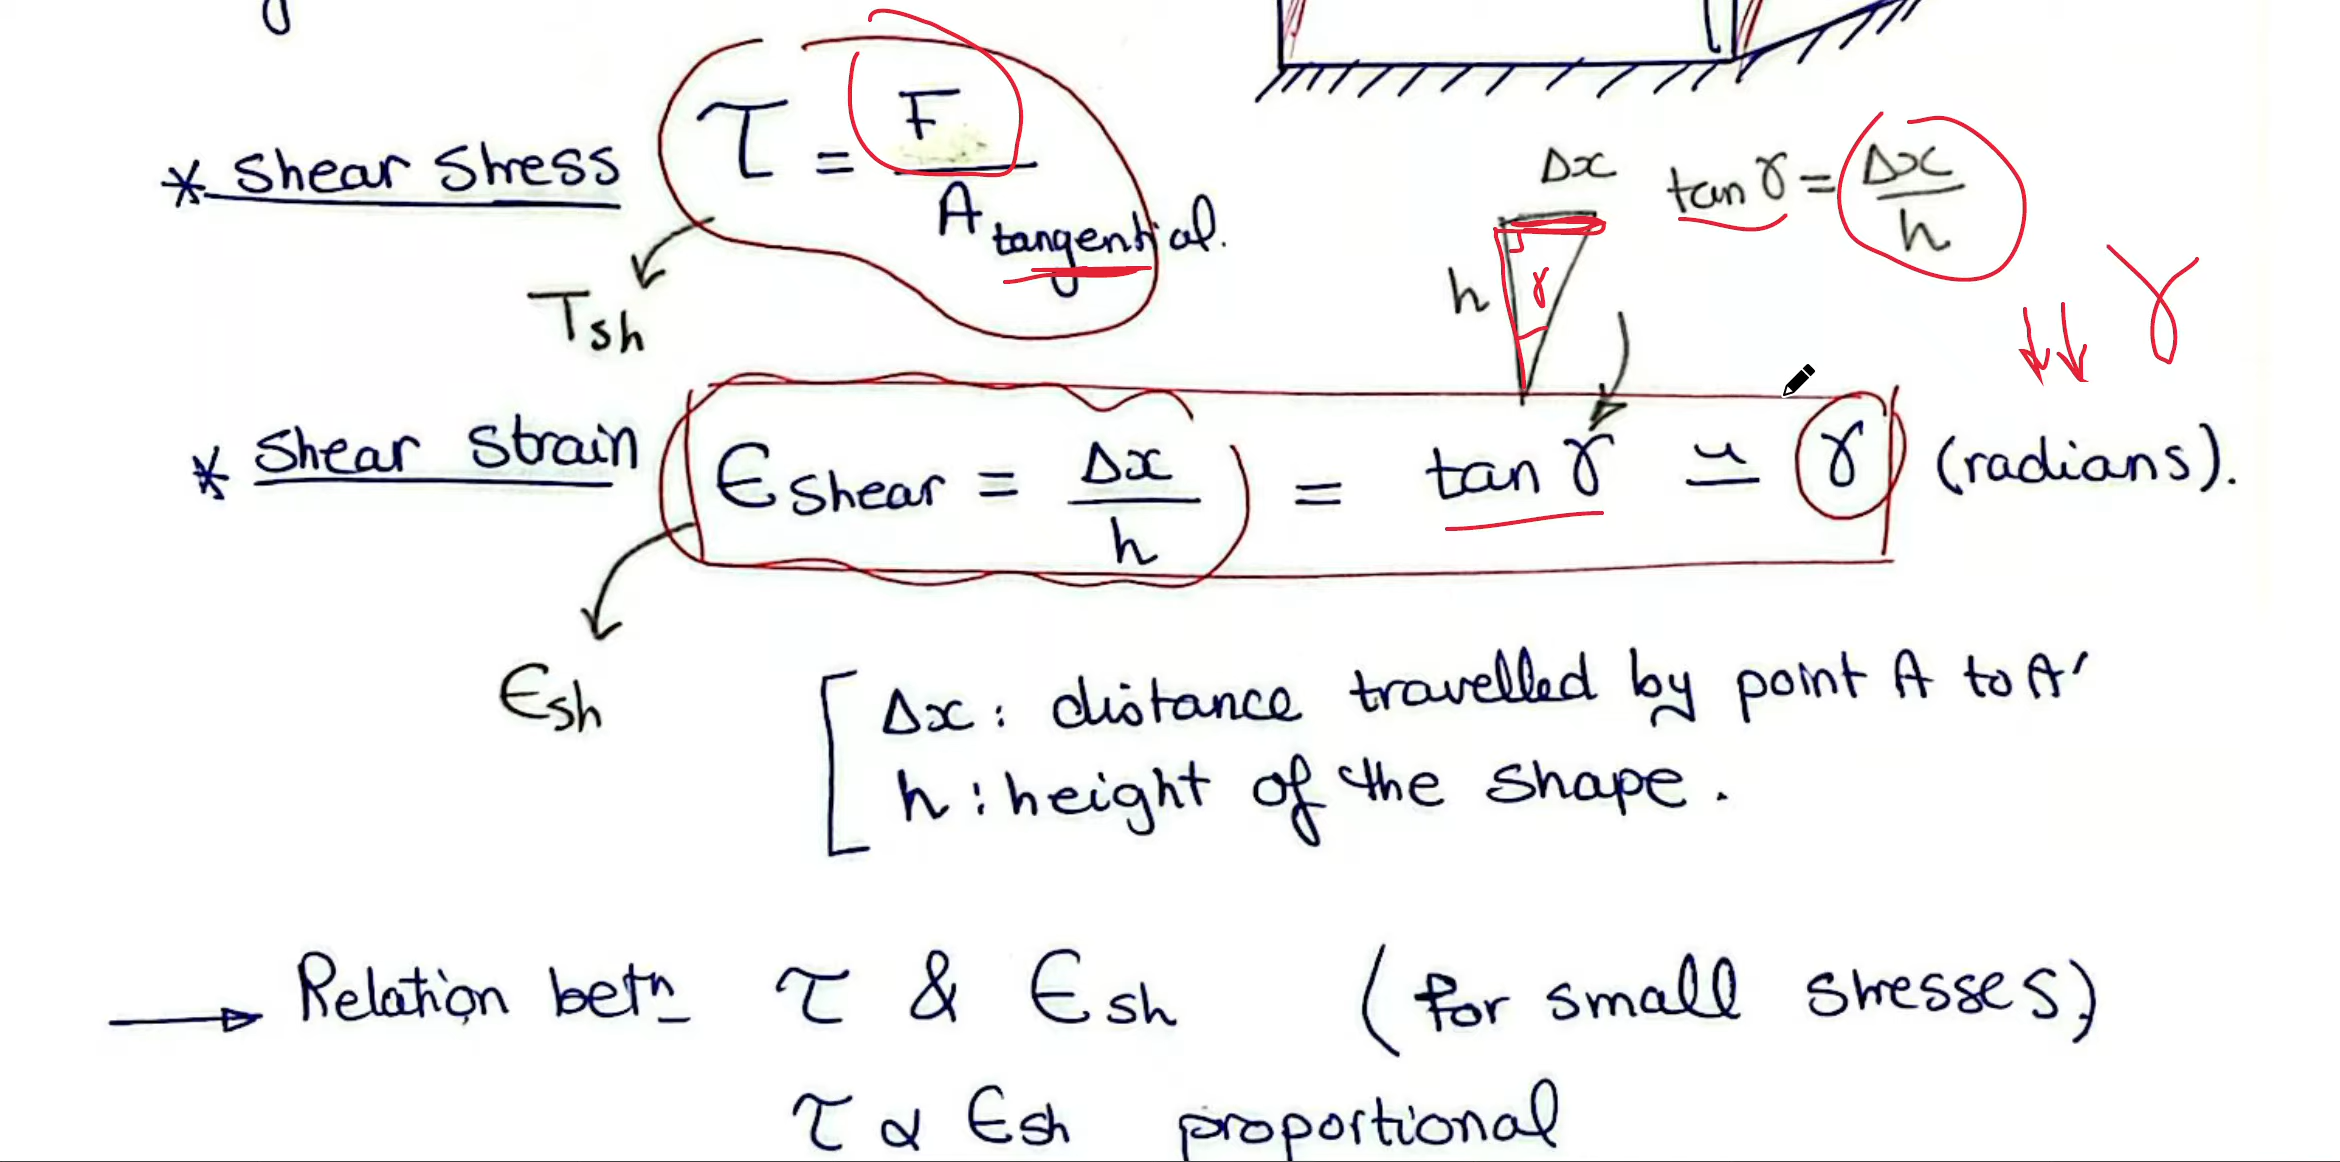 * Shear Stress τ = F / A tangential.
τsh
Δx
tan γ = Δx / h
h
γ
γ
* Shear Strain ϵ shear = Δx / h = tan γ ≃ γ (radians).
ϵsh
Δx : distance travelled by point A to A'
h : height of the shape.
→ Relation betn τ & ϵsh (for small stresses)
τ α ϵsh proportional